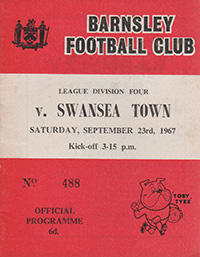 BARNSLEY
FOOTBALL CLUB
LEAGUE DIVISION FOUR
v. SWANSEA TOWN
SATURDAY, SEPTEMBER 23rd, 1967
Kick-off 3-15 p.m.
No 488
OFFICIAL
PROGRAMME
6d.
TOBY
TYKE